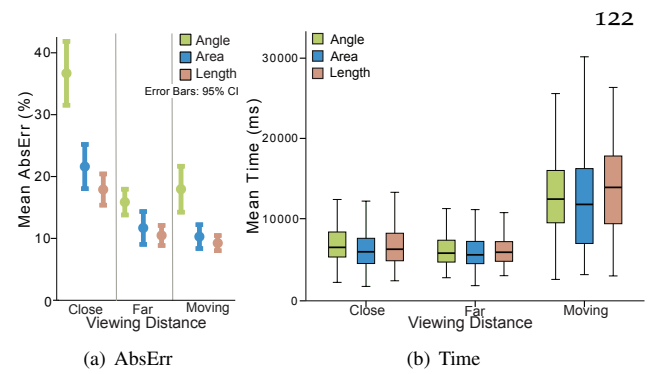 122
40
30
20
10
0
Mean AbsErr (%)
Angle
Area
Length
Error Bars: 95% CI
Close Far Moving
Viewing Distance
(a) AbsErr
30000
20000
10000
0
Mean Time (ms)
Angle
Area
Length
Close Far Moving
Viewing Distance
(b) Time